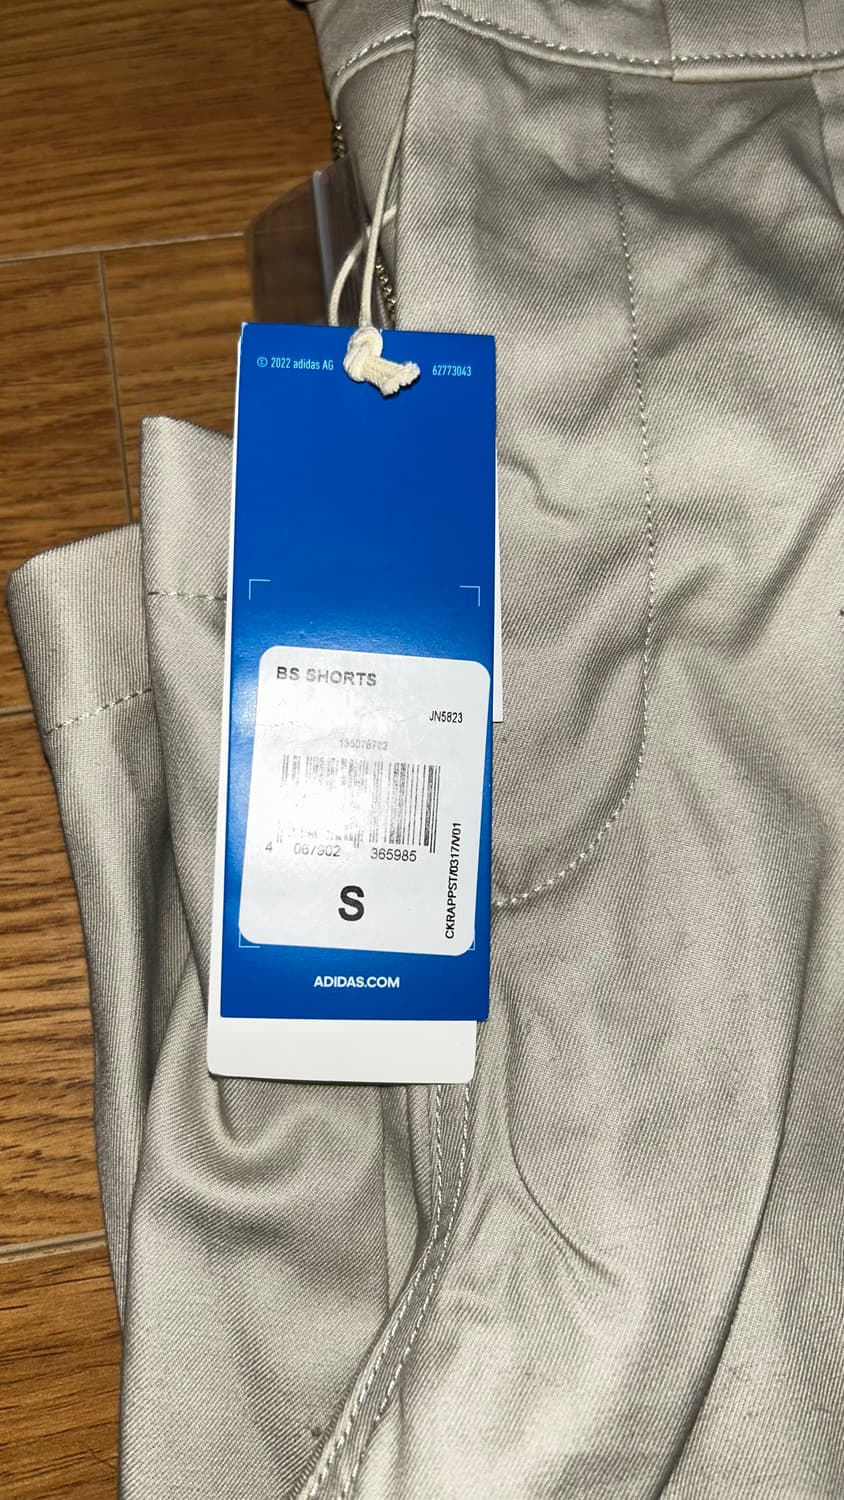 © 2022 adidas AG
62773043
BS SHORTS
JN5823
4 067902 365985
S
CKRAPPST/0317/V01
ADIDAS.COM